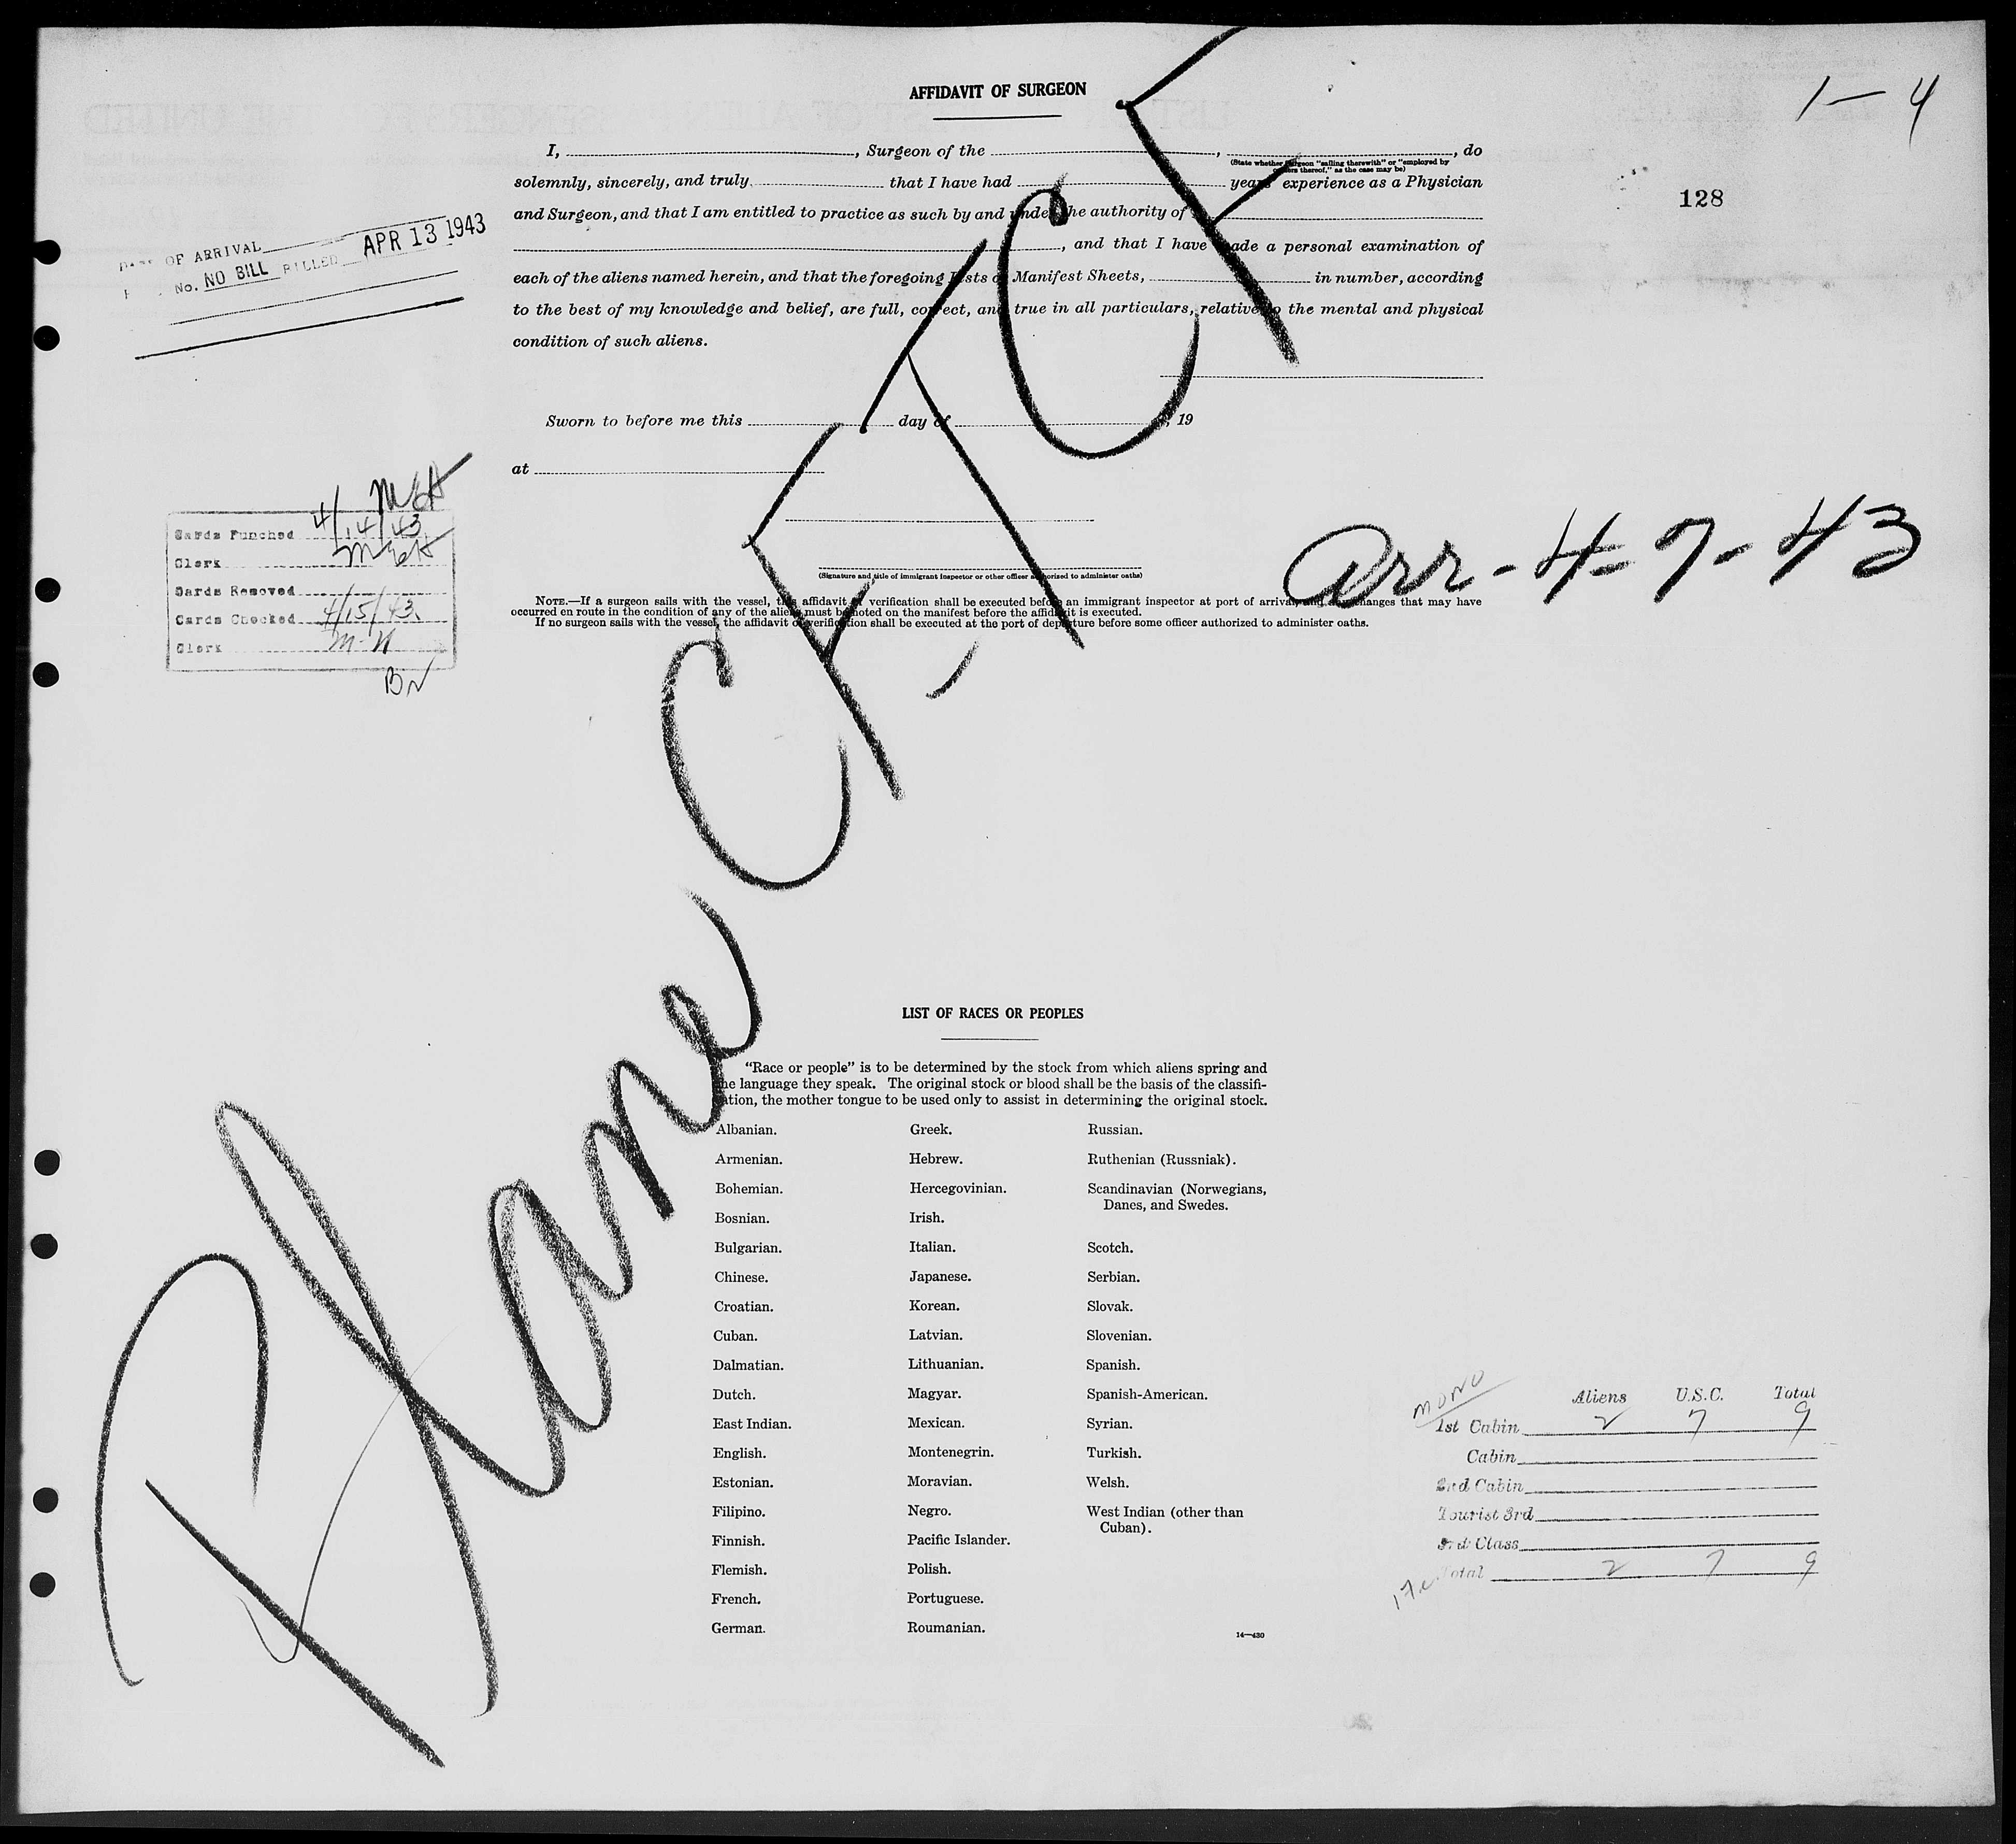 1 - 4
128
AFFIDAVIT OF SURGEON
I, , Surgeon of the , , do
(State whether surgeon "sailing therewith" or "employed by
owners thereof," as the case may be)
solemnly, sincerely, and truly that I have had years' experience as a Physician
and Surgeon, and that I am entitled to practice as such by and under the authority of
, and that I have made a personal examination of
each of the aliens named herein, and that the foregoing Lists or Manifest Sheets, in number, according
to the best of my knowledge and belief, are full, correct, and true in all particulars, relative to the mental and physical
condition of such aliens.
Sworn to before me this day of , 19
at
(Signature and title of immigrant inspector or other officer authorized to administer oaths)
NOTE.—If a surgeon sails with the vessel, this affidavit of verification shall be executed before an immigrant inspector at port of arrival, and changes that may have
occurred en route in the condition of any of the aliens must be noted on the manifest before the affidavit is executed.
If no surgeon sails with the vessel, the affidavit of verification shall be executed at the port of departure before some officer authorized to administer oaths.
OF ARRIVAL
No. NO BILL BILLED APR 13 1943
Cards Punched 4/14/43
Clerk
Cards Removed
Cards Checked 4/15/43
Clerk M-K
Arr - 4-7-43
Plane
LIST OF RACES OR PEOPLES
"Race or people" is to be determined by the stock from which aliens spring and
the language they speak. The original stock or blood shall be the basis of the classifi-
cation, the mother tongue to be used only to assist in determining the original stock.
Albanian. Greek. Russian.
Armenian. Hebrew. Ruthenian (Russniak).
Bohemian. Hercegovinian. Scandinavian (Norwegians,
Danes, and Swedes.
Bosnian. Irish.
Bulgarian. Italian. Scotch.
Chinese. Japanese. Serbian.
Croatian. Korean. Slovak.
Cuban. Latvian. Slovenian.
Dalmatian. Lithuanian. Spanish.
Dutch. Magyar. Spanish-American.
East Indian. Mexican. Syrian.
English. Montenegrin. Turkish.
Estonian. Moravian. Welsh.
Filipino. Negro. West Indian (other than
Cuban).
Finnish. Pacific Islander.
Flemish. Polish.
French. Portuguese.
German. Roumanian.
14—430
MONO
Aliens U.S.C. Total
1st Cabin 2 7 9
Cabin
2nd Cabin
Tourist 3rd
3rd Class
Total 2 7 9